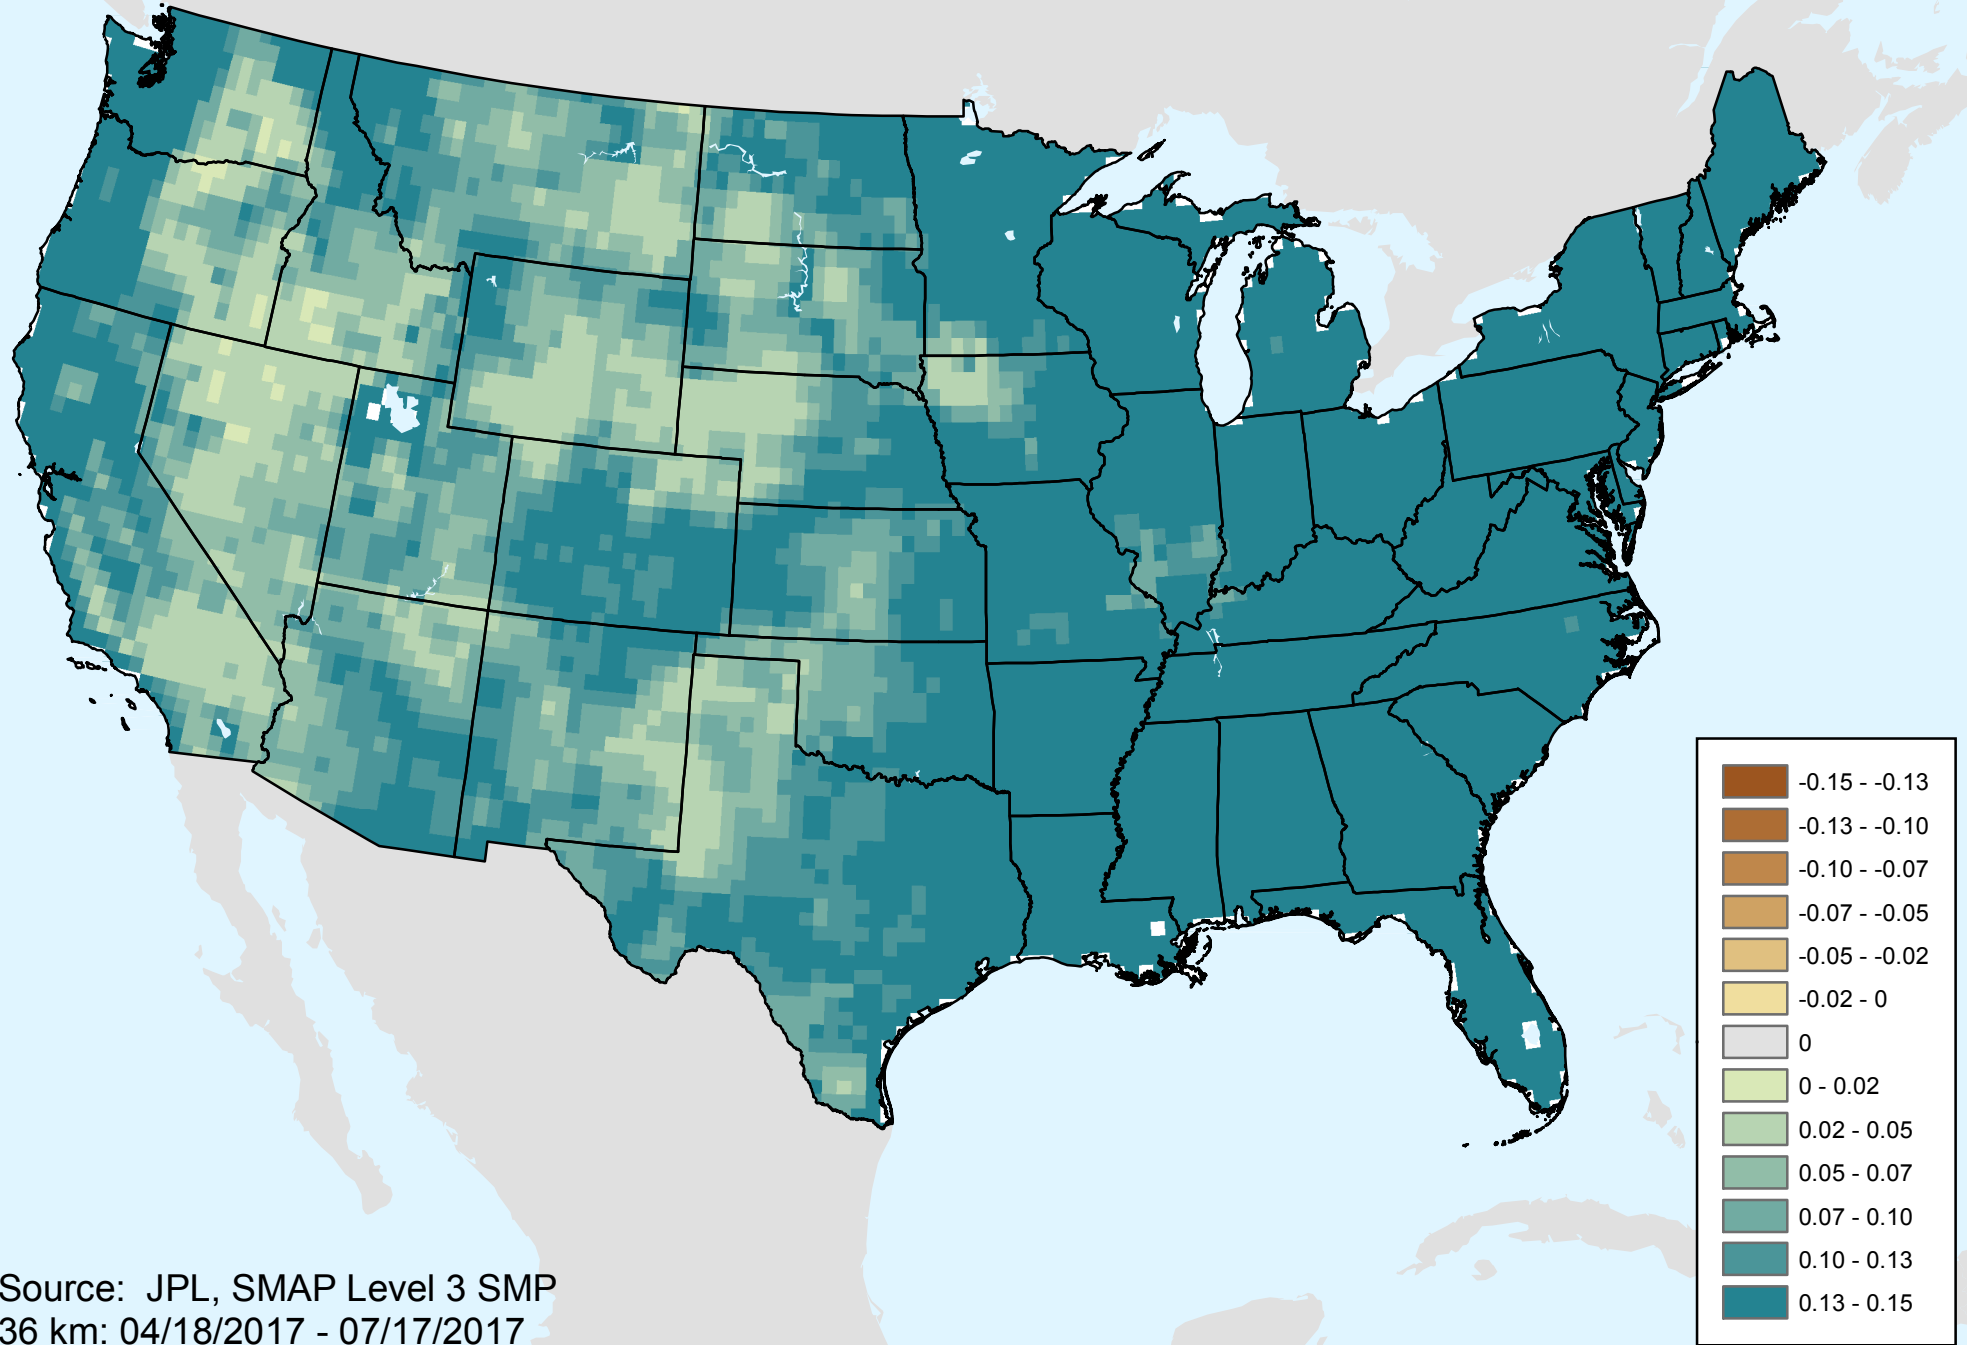 -0.15 - -0.13
-0.13 - -0.10
-0.10 - -0.07
-0.07 - -0.05
-0.05 - -0.02
-0.02 - 0
0
0 - 0.02
0.02 - 0.05
0.05 - 0.07
0.07 - 0.10
0.10 - 0.13
0.13 - 0.15
Source: JPL, SMAP Level 3 SMP
36 km: 04/18/2017 - 07/17/2017